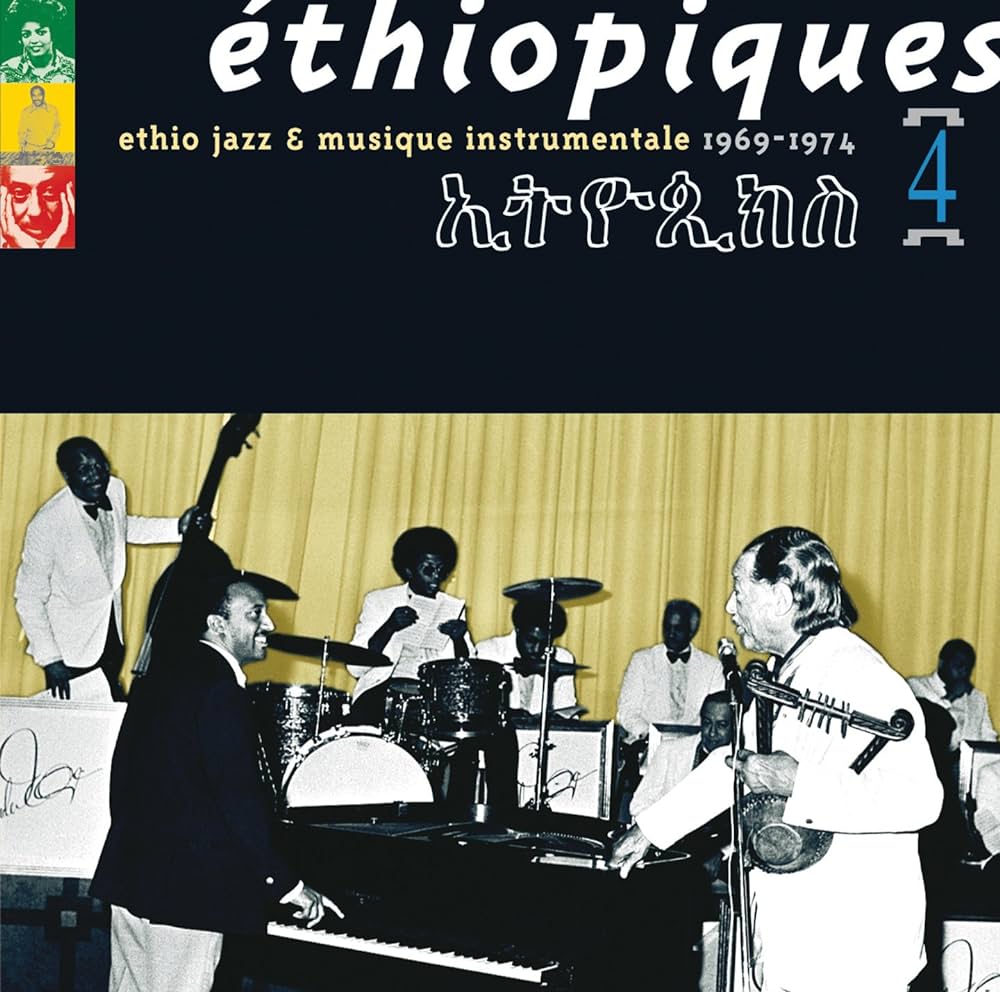 éthiopiques
ethio jazz & musique instrumentale 1969-1974
ኢትዮጲክስ
[4]